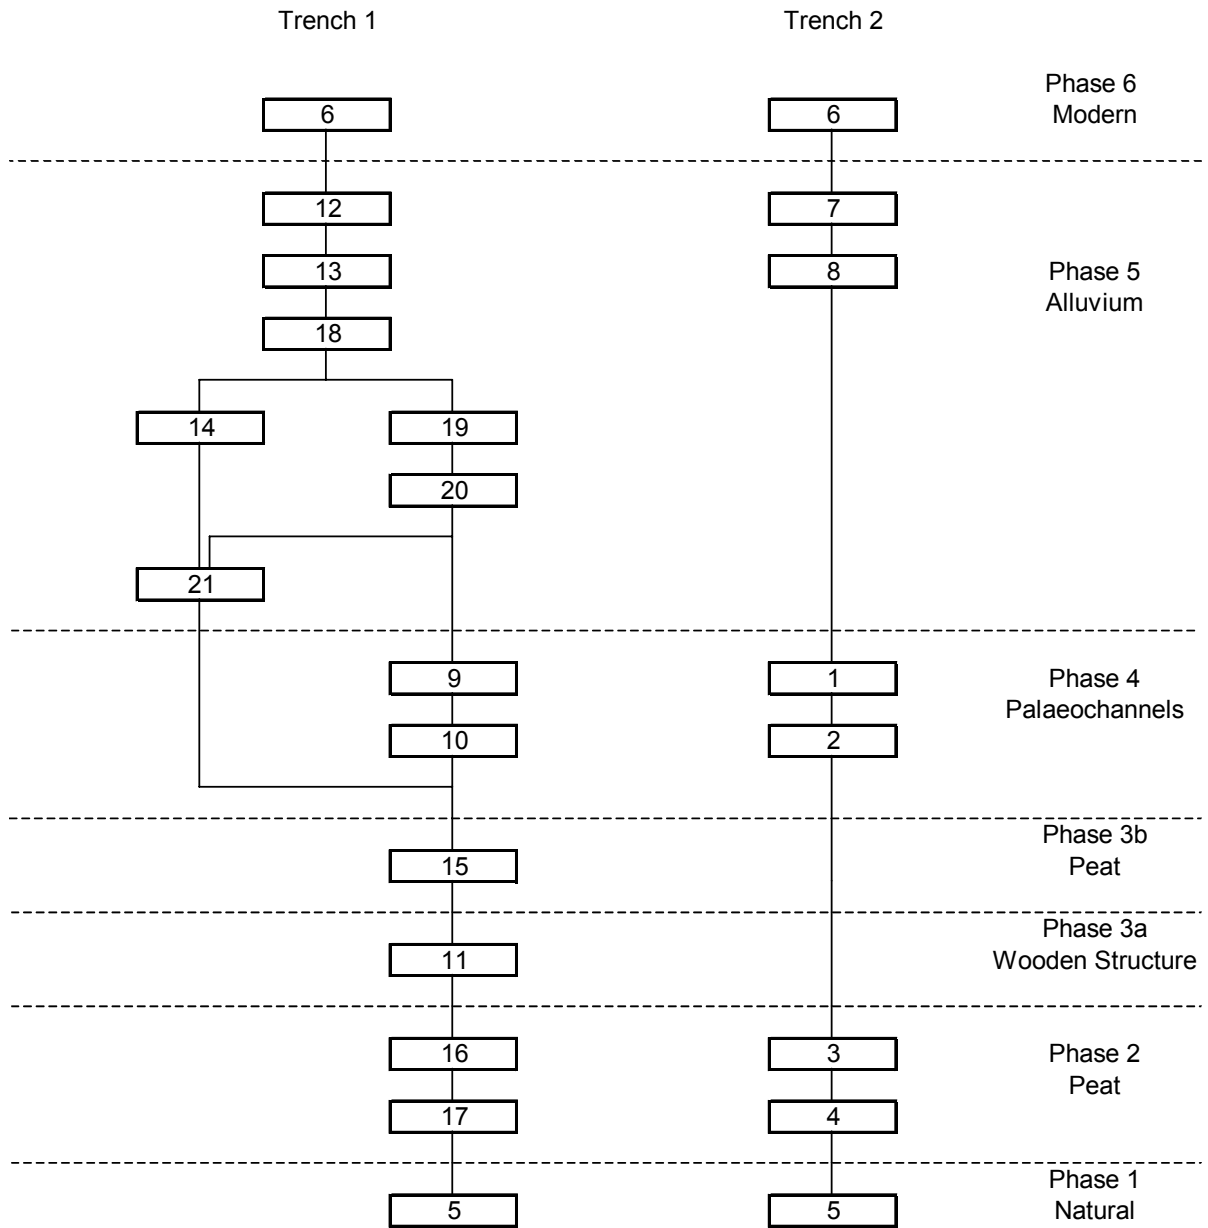 Trench 1
Trench 2
Phase 6
Modern
6
6
12
7
13
8
Phase 5
Alluvium
18
14
19
20
21
9
1
Phase 4
Palaeochannels
10
2
Phase 3b
Peat
15
Phase 3a
Wooden Structure
11
16
3
Phase 2
Peat
17
4
Phase 1
Natural
5
5